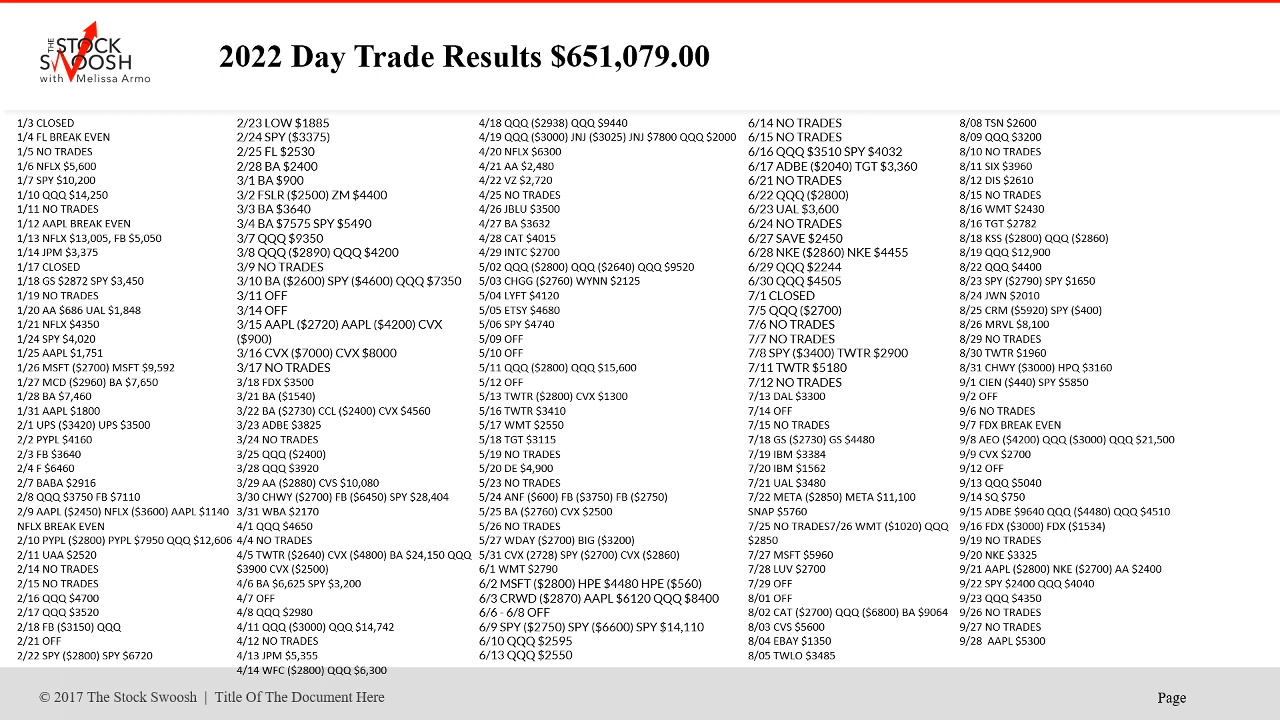 THE STOCK
SWOOSH
with Melissa Armo
2022 Day Trade Results $651,079.00
1/3 CLOSED
1/4 FL BREAK EVEN
1/5 NO TRADES
1/6 NFLX $5,600
1/7 SPY $10,200
1/10 QQQ $14,250
1/11 NO TRADES
1/12 AAPL BREAK EVEN
1/13 NFLX $13,005, FB $5,050
1/14 JPM $3,375
1/17 CLOSED
1/18 GS $2872 SPY $3,450
1/19 NO TRADES
1/20 AA $686 UAL $1,848
1/21 NFLX $4350
1/24 SPY $4,020
1/25 AAPL $1,751
1/26 MSFT ($2700) MSFT $9,592
1/27 MCD ($2960) BA $7,650
1/28 BA $7,460
1/31 AAPL $1800
2/1 UPS ($3420) UPS $3500
2/2 PYPL $4160
2/3 FB $3640
2/4 F $6460
2/7 BABA $2916
2/8 QQQ $3750 FB $7110
2/9 AAPL ($2450) NFLX ($3600) AAPL $1140
NFLX BREAK EVEN
2/10 PYPL ($2800) PYPL $7950 QQQ $12,606
2/11 UAA $2520
2/14 NO TRADES
2/15 NO TRADES
2/16 QQQ $4700
2/17 QQQ $3520
2/18 FB ($3150) QQQ
2/21 OFF
2/22 SPY ($2800) SPY $6720
2/23 LOW $1885
2/24 SPY ($3375)
2/25 FL $2530
2/28 BA $2400
3/1 BA $900
3/2 FSLR ($2500) ZM $4400
3/3 BA $3640
3/4 BA $7575 SPY $5490
3/7 QQQ $9350
3/8 QQQ ($2890) QQQ $4200
3/9 NO TRADES
3/10 BA ($2600) SPY ($4600) QQQ $7350
3/11 OFF
3/14 OFF
3/15 AAPL ($2720) AAPL ($4200) CVX
($900)
3/16 CVX ($7000) CVX $8000
3/17 NO TRADES
3/18 FDX $3500
3/21 BA ($1540)
3/22 BA ($2730) CCL ($2400) CVX $4560
3/23 ADBE $3825
3/24 NO TRADES
3/25 QQQ ($2400)
3/28 QQQ $3920
3/29 AA ($2880) CVS $10,080
3/30 CHWY ($2700) FB ($6450) SPY $28,404
3/31 WBA $2170
4/1 QQQ $4650
4/4 NO TRADES
4/5 TWTR ($2640) CVX ($4800) BA $24,150 QQQ
$3900 CVX ($2500)
4/6 BA $6,625 SPY $3,200
4/7 OFF
4/8 QQQ $2980
4/11 QQQ ($3000) QQQ $14,742
4/12 NO TRADES
4/13 JPM $5,355
4/14 WFC ($2800) QQQ $6,300
4/18 QQQ ($2938) QQQ $9440
4/19 QQQ ($3000) JNJ ($3025) JNJ $7800 QQQ $2000
4/20 NFLX $6300
4/21 AA $2,480
4/22 VZ $2,720
4/25 NO TRADES
4/26 JBLU $3500
4/27 BA $3632
4/28 CAT $4015
4/29 INTC $2700
5/02 QQQ ($2800) QQQ ($2640) QQQ $9520
5/03 CHGG ($2760) WYNN $2125
5/04 LYFT $4120
5/05 ETSY $4680
5/06 SPY $4740
5/09 OFF
5/10 OFF
5/11 QQQ ($2800) QQQ $15,600
5/12 OFF
5/13 TWTR ($2800) CVX $1300
5/16 TWTR $3410
5/17 WMT $2550
5/18 TGT $3115
5/19 NO TRADES
5/20 DE $4,900
5/23 NO TRADES
5/24 ANF ($600) FB ($3750) FB ($2750)
5/25 BA ($2760) CVX $2500
5/26 NO TRADES
5/27 WDAY ($2700) BIG ($3200)
5/31 CVX (2728) SPY ($2700) CVX ($2860)
6/1 WMT $2790
6/2 MSFT ($2800) HPE $4480 HPE ($560)
6/3 CRWD ($2870) AAPL $6120 QQQ $8400
6/6 - 6/8 OFF
6/9 SPY ($2750) SPY ($6600) SPY $14,110
6/10 QQQ $2595
6/13 QQQ $2550
6/14 NO TRADES
6/15 NO TRADES
6/16 QQQ $3510 SPY $4032
6/17 ADBE ($2040) TGT $3,360
6/21 NO TRADES
6/22 QQQ ($2800)
6/23 UAL $3,600
6/24 NO TRADES
6/27 SAVE $2450
6/28 NKE ($2860) NKE $4455
6/29 QQQ $2244
6/30 QQQ $4505
7/1 CLOSED
7/5 QQQ ($2700)
7/6 NO TRADES
7/7 NO TRADES
7/8 SPY ($3400) TWTR $2900
7/11 TWTR $5180
7/12 NO TRADES
7/13 DAL $3300
7/14 OFF
7/15 NO TRADES
7/18 GS ($2730) GS $4480
7/19 IBM $3384
7/20 IBM $1562
7/21 UAL $3480
7/22 META ($2850) META $11,100
SNAP $5760
7/25 NO TRADES7/26 WMT ($1020) QQQ
$2850
7/27 MSFT $5960
7/28 LUV $2700
7/29 OFF
8/01 OFF
8/02 CAT ($2700) QQQ ($6800) BA $9064
8/03 CVS $5600
8/04 EBAY $1350
8/05 TWLO $3485
8/08 TSN $2600
8/09 QQQ $3200
8/10 NO TRADES
8/11 SIX $3960
8/12 DIS $2610
8/15 NO TRADES
8/16 WMT $2430
8/16 TGT $2782
8/18 KSS ($2800) QQQ ($2860)
8/19 QQQ $12,900
8/22 QQQ $4400
8/23 SPY ($2790) SPY $1650
8/24 JWN $2010
8/25 CRM ($5920) SPY ($400)
8/26 MRVL $8,100
8/29 NO TRADES
8/30 TWTR $1960
8/31 CHWY ($3000) HPQ $3160
9/1 CIEN ($440) SPY $5850
9/2 OFF
9/6 NO TRADES
9/7 FDX BREAK EVEN
9/8 AEO ($4200) QQQ ($3000) QQQ $21,500
9/9 CVX $2700
9/12 OFF
9/13 QQQ $5040
9/14 SQ $750
9/15 ADBE $9640 QQQ ($4480) QQQ $4510
9/16 FDX ($3000) FDX ($1534)
9/19 NO TRADES
9/20 NKE $3325
9/21 AAPL ($2800) NKE ($2700) AA $2400
9/22 SPY $2400 QQQ $4040
9/23 QQQ $4350
9/26 NO TRADES
9/27 NO TRADES
9/28 AAPL $5300
© 2017 The Stock Swoosh | Title Of The Document Here
Page